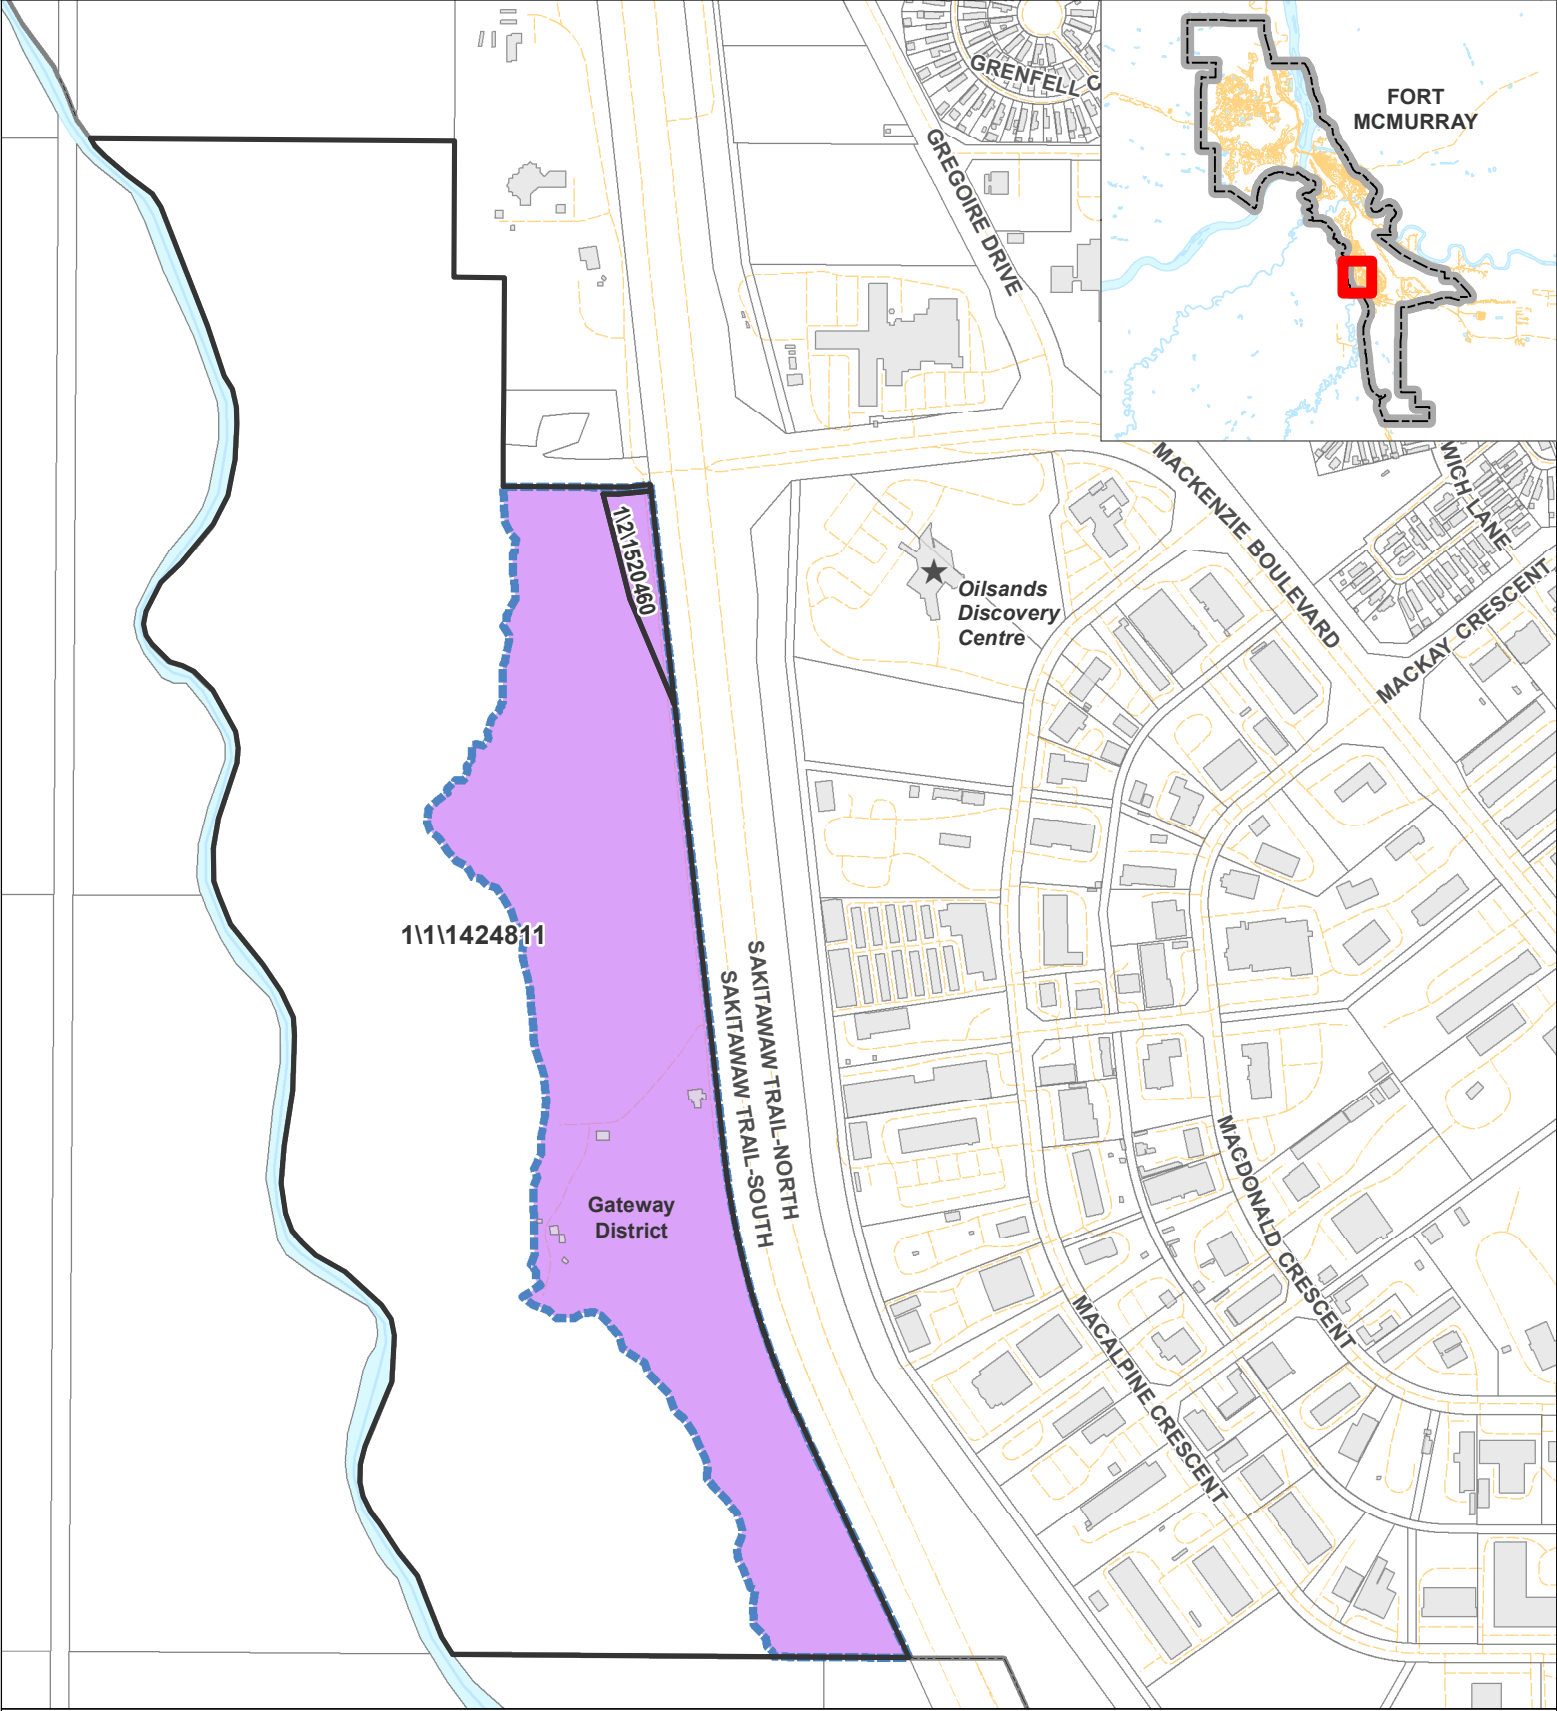 GRENFELL C
FORT
MCMURRAY
GREGOIRE DRIVE
MACKENZIE BOULEVARD
WICH LANE
MACKAY CRESCENT
1\2\1520460
Oilsands
Discovery
Centre
1\1\1424811
SAKITAWAW TRAIL-NORTH
SAKITAWAW TRAIL-SOUTH
Gateway
District
MACDONALD CRESCENT
MACALPINE CRESCENT